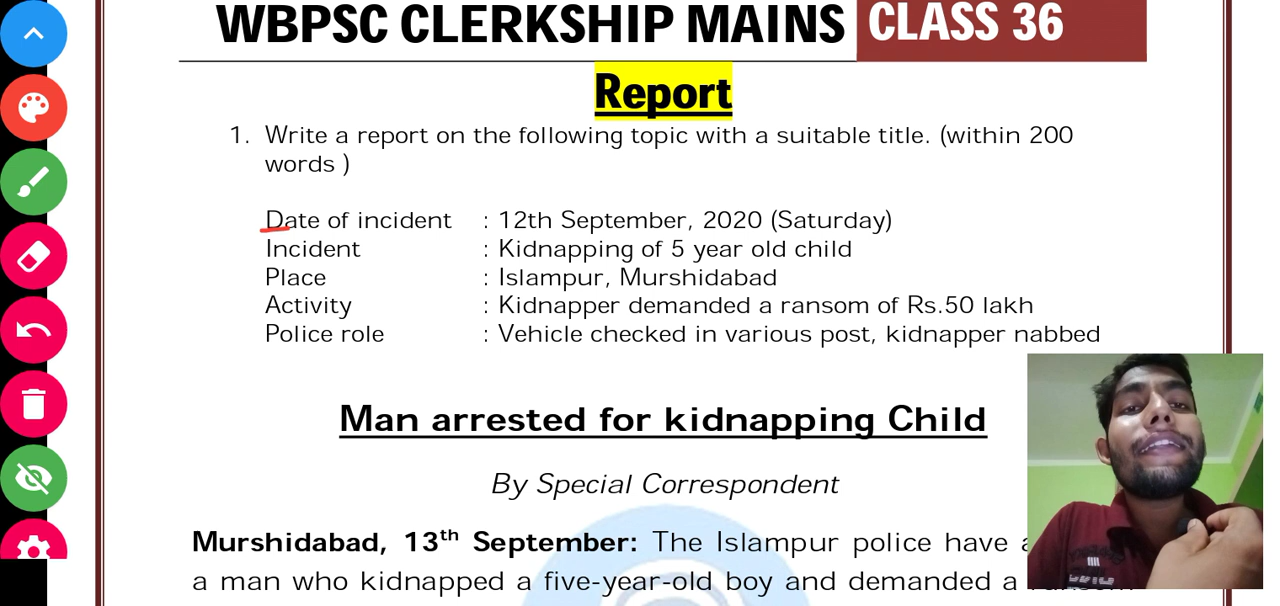 WBPSC CLERKSHIP MAINS CLASS 36
Report
1. Write a report on the following topic with a suitable title. (within 200
words )
Date of incident : 12th September, 2020 (Saturday)
Incident : Kidnapping of 5 year old child
Place : Islampur, Murshidabad
Activity : Kidnapper demanded a ransom of Rs.50 lakh
Police role : Vehicle checked in various post, kidnapper nabbed
Man arrested for kidnapping Child
By Special Correspondent
Murshidabad, 13th September: The Islampur police have
a man who kidnapped a five-year-old boy and demanded a ransom